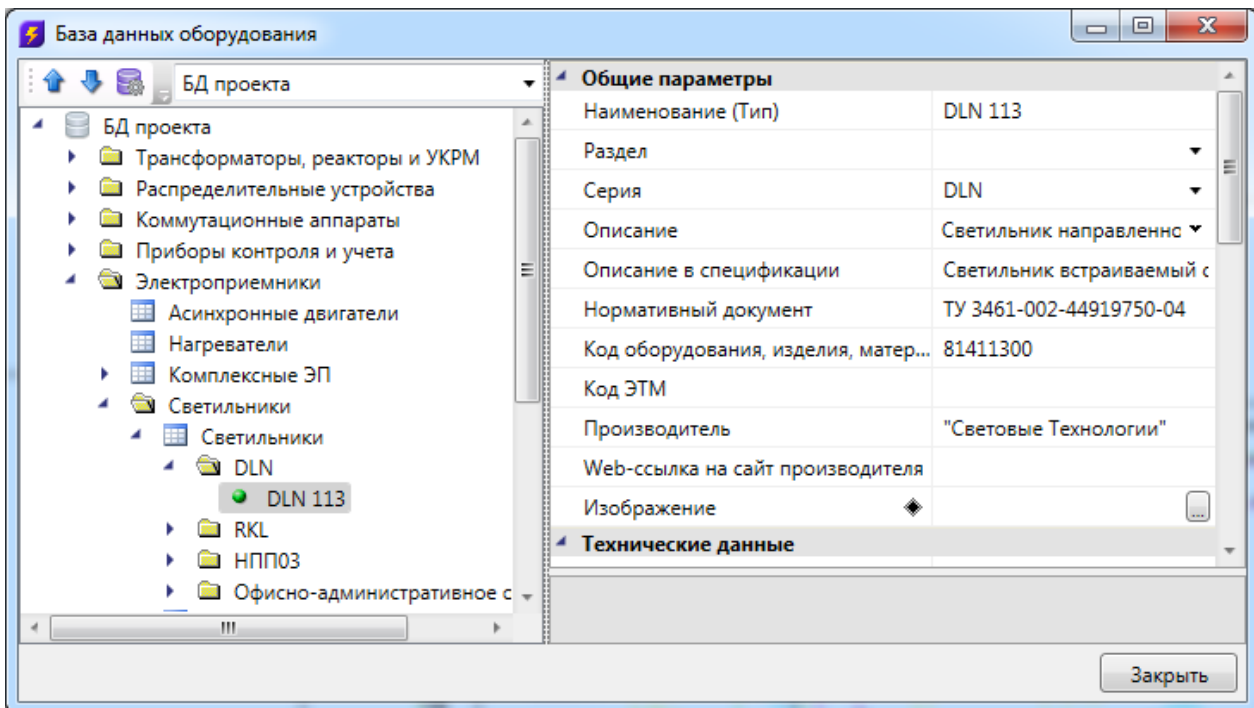 База данных оборудования
БД проекта
БД проекта
Трансформаторы, реакторы и УКРМ
Распределительные устройства
Коммутационные аппараты
Приборы контроля и учета
Электроприемники
Асинхронные двигатели
Нагреватели
Комплексные ЭП
Светильники
Светильники
DLN
DLN 113
RKL
НПП03
Офисно-административное с
Общие параметры
Наименование (Тип) DLN 113
Раздел
Серия DLN
Описание Светильник направленно
Описание в спецификации Светильник встраиваемый с
Нормативный документ ТУ 3461-002-44919750-04
Код оборудования, изделия, матер... 81411300
Код ЭТМ
Производитель "Световые Технологии"
Web-ссылка на сайт производителя
Изображение ...
Технические данные
Закрыть